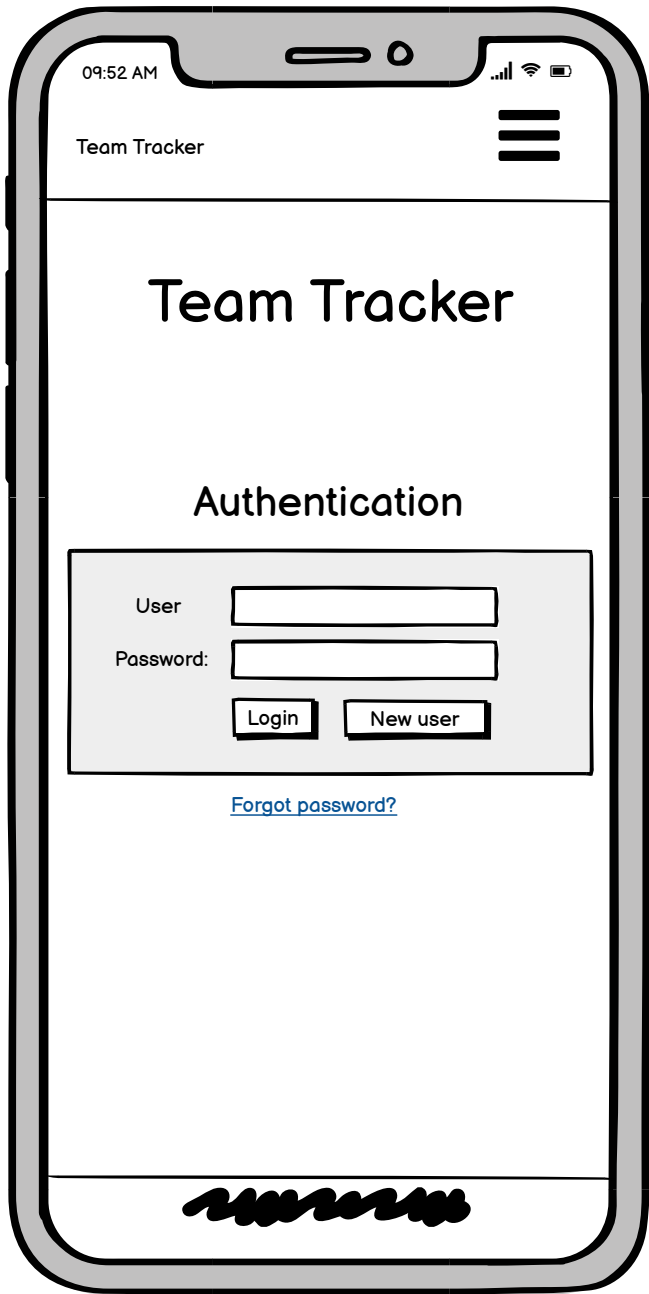 09:52 AM
Team Tracker
Team Tracker
Authentication
User
Password:
Login New user
Forgot password?